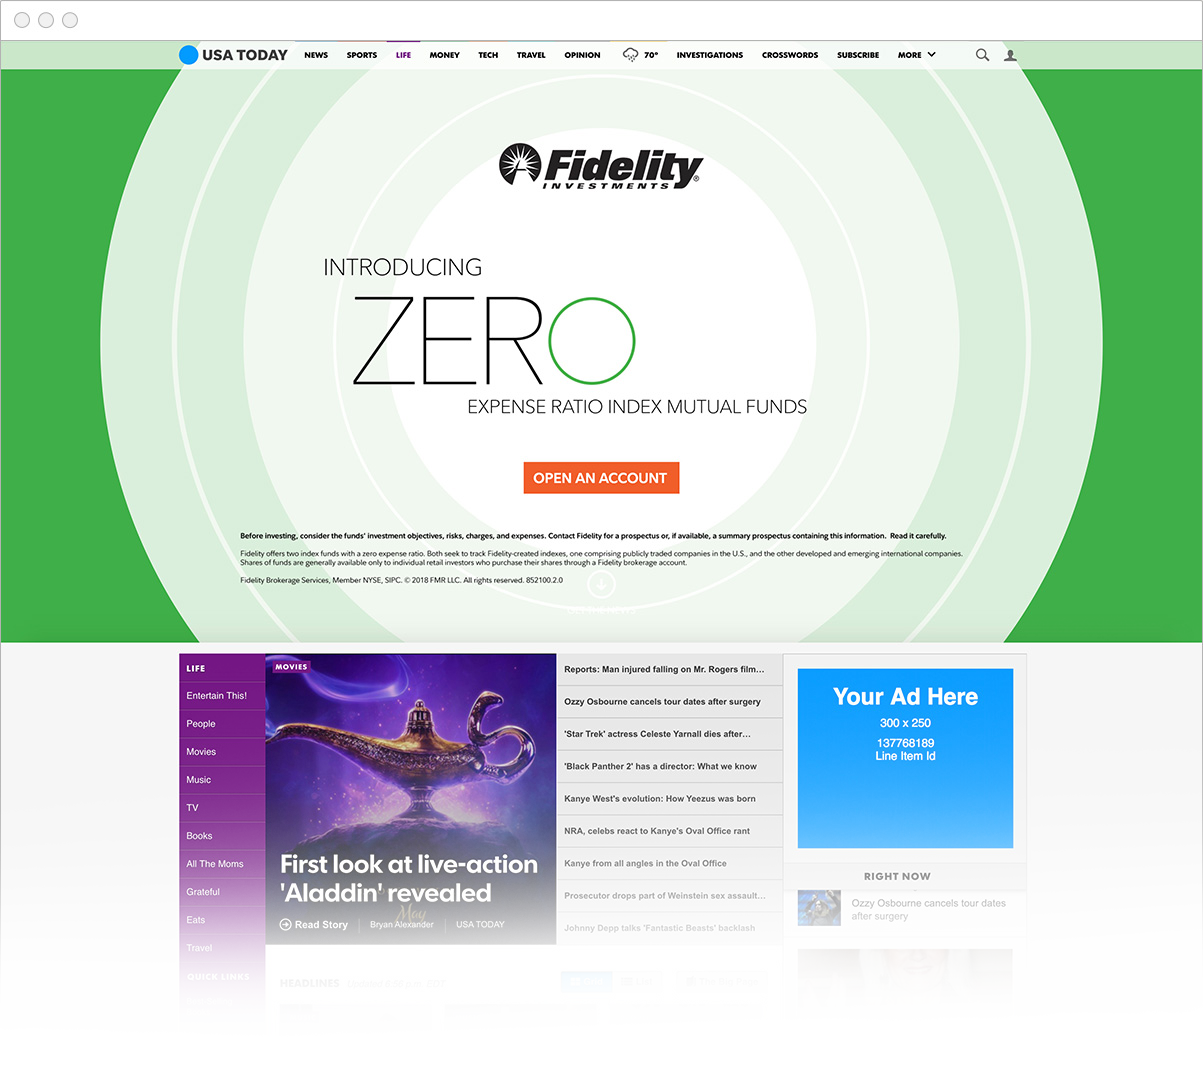 USA TODAY NEWS SPORTS LIFE MONEY TECH TRAVEL OPINION 70° INVESTIGATIONS CROSSWORDS SUBSCRIBE MORE
Fidelity®
INVESTMENTS
INTRODUCING
ZERO
EXPENSE RATIO INDEX MUTUAL FUNDS
OPEN AN ACCOUNT
Before investing, consider the funds' investment objectives, risks, charges, and expenses. Contact Fidelity for a prospectus or, if available, a summary prospectus containing this information. Read it carefully.
Fidelity offers two index funds with a zero expense ratio. Both seek to track Fidelity-created indexes, one comprising publicly traded companies in the U.S., and the other developed and emerging international companies.
Shares of funds are generally available only to individual retail investors who purchase their shares through a Fidelity brokerage account.
Fidelity Brokerage Services, Member NYSE, SIPC. © 2018 FMR LLC. All rights reserved. 852100.2.0
LIFE
Entertain This!
People
Movies
Music
TV
Books
All The Moms
Grateful
Eats
Travel
QUICK LINKS
MOVIES
First look at live-action
'Aladdin' revealed
May
Read Story Bryan Alexander USA TODAY
Reports: Man injured falling on Mr. Rogers film...
Ozzy Osbourne cancels tour dates after surgery
'Star Trek' actress Celeste Yarnall dies after...
'Black Panther 2' has a director: What we know
Kanye West's evolution: How Yeezus was born
NRA, celebs react to Kanye's Oval Office rant
Kanye from all angles in the Oval Office
Prosecutor drops part of Weinstein sex assault...
Johnny Depp talks 'Fantastic Beasts' backlash
Your Ad Here
300 x 250
137768189
Line Item Id
RIGHT NOW
Ozzy Osbourne cancels tour dates
after surgery
HEADLINES